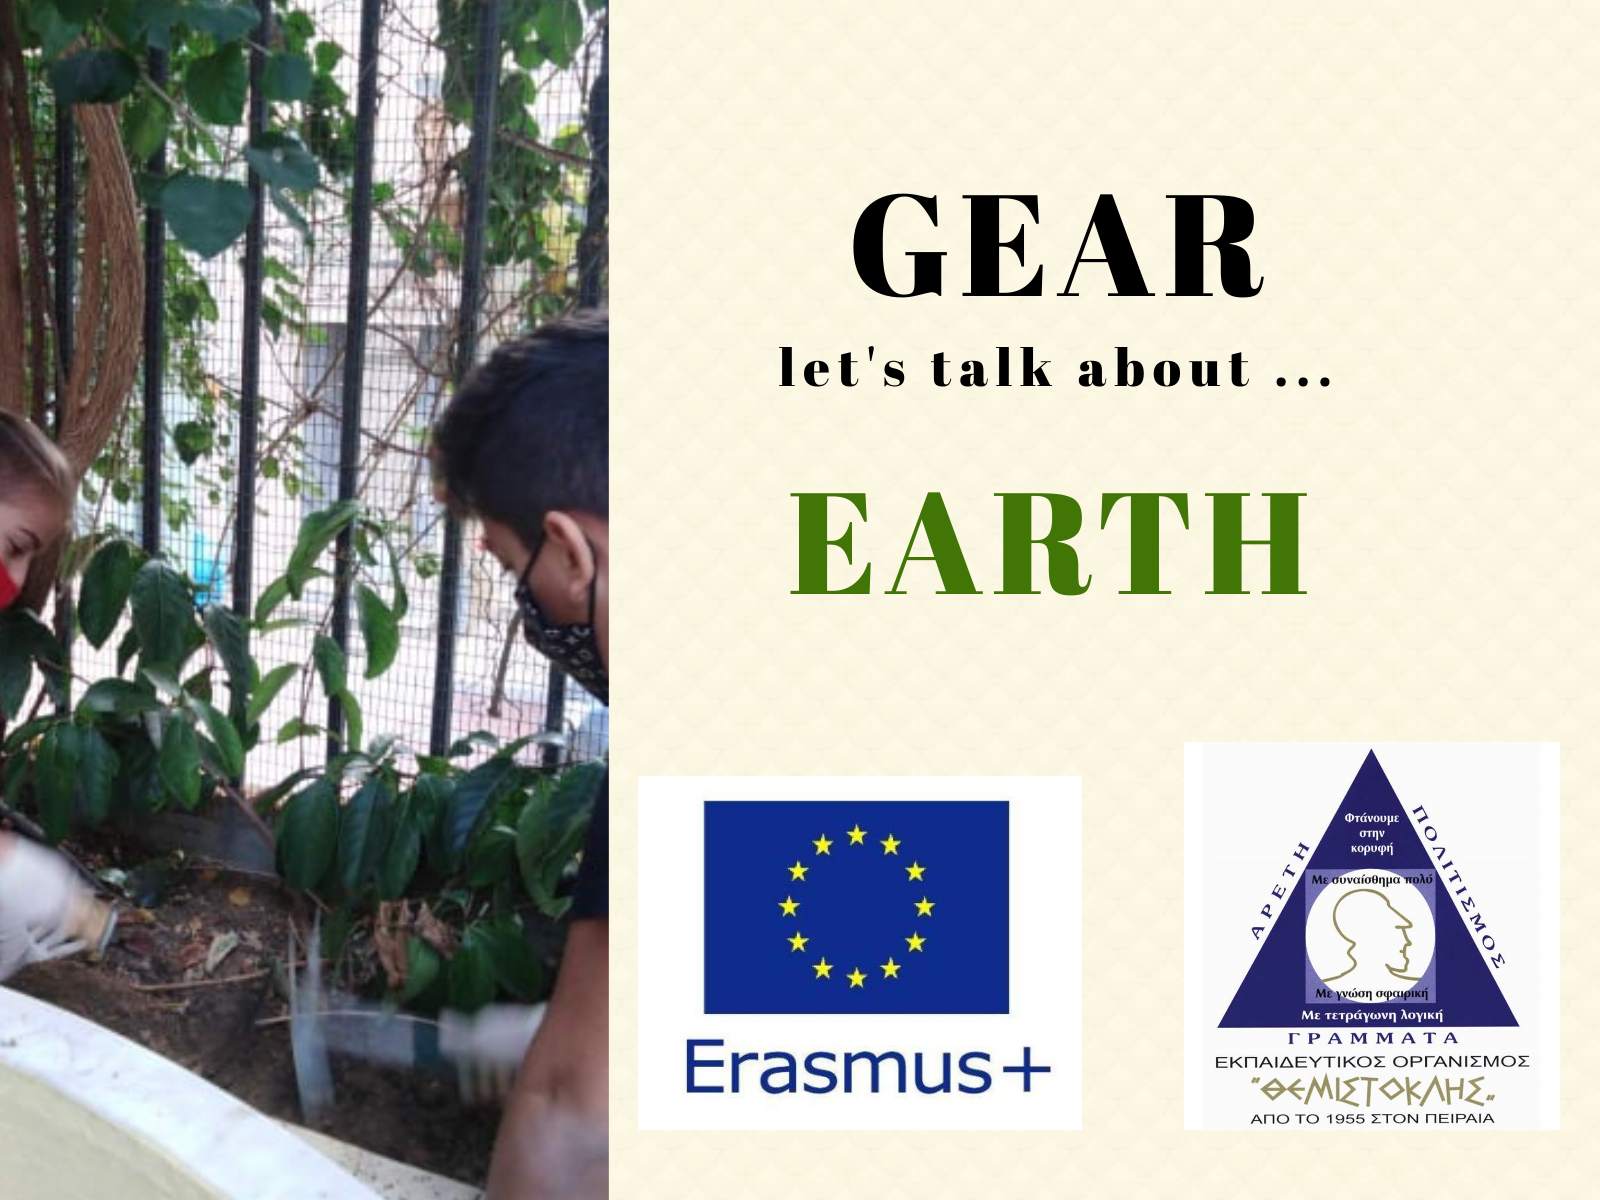 GEAR
let's talk about ...
EARTH
Erasmus+
Φτάνουμε
στην
κορυφή
ΑΡΕΤΗ
ΠΟΛΙΤΙΣΜΟΣ
Με συναίσθημα πολύ
Με γνώση σφαιρική
Με τετράγωνη λογική
ΓΡΑΜΜΑΤΑ
ΕΚΠΑΙΔΕΥΤΙΚΟΣ ΟΡΓΑΝΙΣΜΟΣ
"ΘΕΜΙΣΤΟΚΛΗΣ"
ΑΠΟ ΤΟ 1955 ΣΤΟΝ ΠΕΙΡΑΙΑ